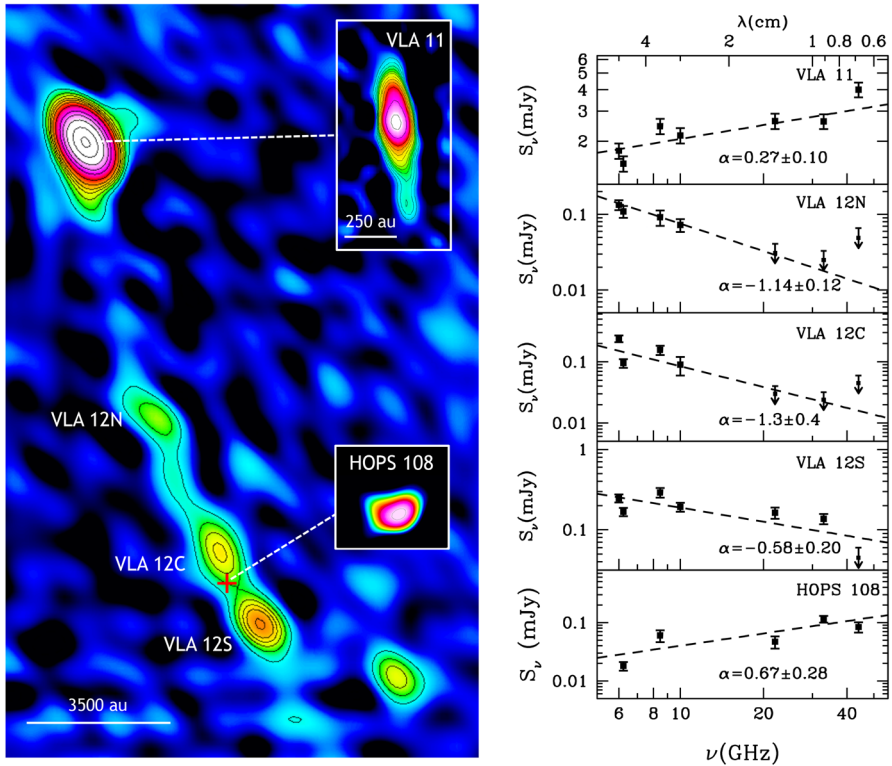 VLA 11
250 au
VLA 12N
HOPS 108
VLA 12C
VLA 12S
3500 au
λ(cm)
4 2 1 0.8 0.6
VLA 11
6
5
4
3
2
Sν(mJy)
α=0.27±0.10
VLA 12N
0.1
0.01
Sν(mJy)
α=−1.14±0.12
VLA 12C
0.1
0.01
Sν(mJy)
α=−1.3±0.4
VLA 12S
1
0.1
Sν(mJy)
α=−0.58±0.20
HOPS 108
0.1
0.01
Sν (mJy)
α=0.67±0.28
6 8 10 20 40
ν(GHz)